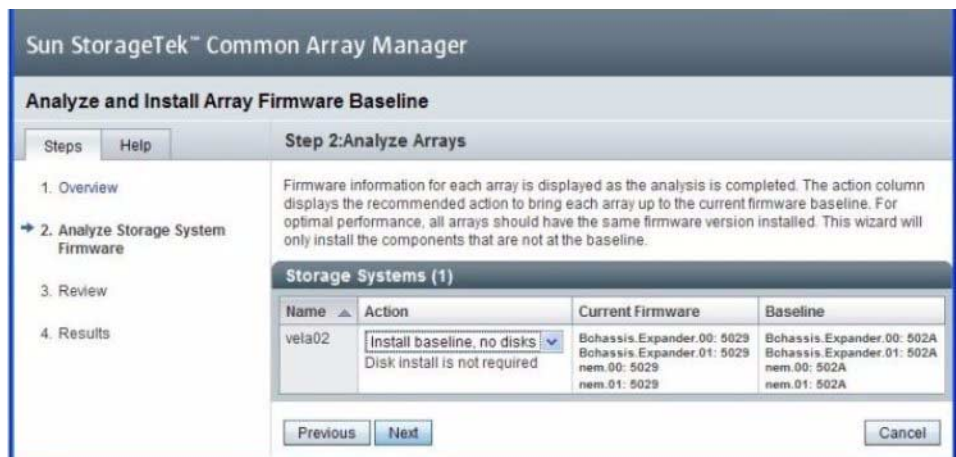 Sun StorageTek™ Common Array Manager
Analyze and Install Array Firmware Baseline
Steps
Help
1. Overview
2. Analyze Storage System
Firmware
3. Review
4. Results
Step 2:Analyze Arrays
Firmware information for each array is displayed as the analysis is completed. The action column
displays the recommended action to bring each array up to the current firmware baseline. For
optimal performance, all arrays should have the same firmware version installed. This wizard will
only install the components that are not at the baseline.
Storage Systems (1)
Name Action Current Firmware Baseline
vela02
Install baseline, no disks
Disk install is not required
Bohassis.Expander.00: 5029
Bohassis.Expander.01: 5029
nem.00: 5029
nem.01: 5029
Bohassis.Expander.00: 502A
Bohassis.Expander.01: 502A
nem.00: 502A
nem.01: 502A
Previous
Next
Cancel